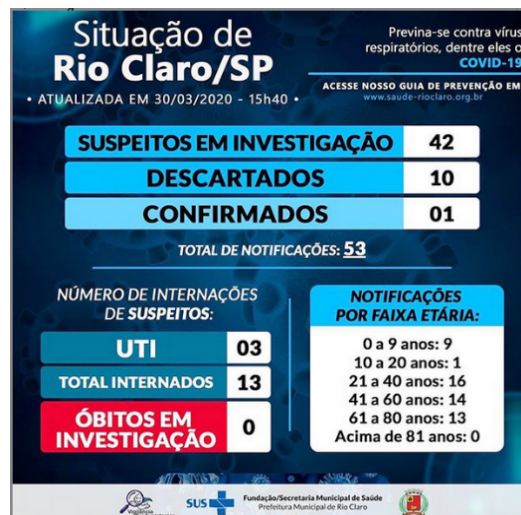 Situação de
Rio Claro/SP
• ATUALIZADA EM 30/03/2020 - 15h40 •
Previna-se contra vírus
respiratórios, dentre eles o
COVID-19
ACESSE NOSSO GUIA DE PREVENÇÃO EM
www.saude-rioclaro.org.br
SUSPEITOS EM INVESTIGAÇÃO 42
DESCARTADOS 10
CONFIRMADOS 01
TOTAL DE NOTIFICAÇÕES: 53
NÚMERO DE INTERNAÇÕES
DE SUSPEITOS:
UTI 03
TOTAL INTERNADOS 13
ÓBITOS EM
INVESTIGAÇÃO 0
NOTIFICAÇÕES
POR FAIXA ETÁRIA:
0 a 9 anos: 9
10 a 20 anos: 1
21 a 40 anos: 16
41 a 60 anos: 14
61 a 80 anos: 13
Acima de 81 anos: 0
Vigilância
SUS
Fundação/Secretaria Municipal de Saúde
Prefeitura Municipal de Rio Claro